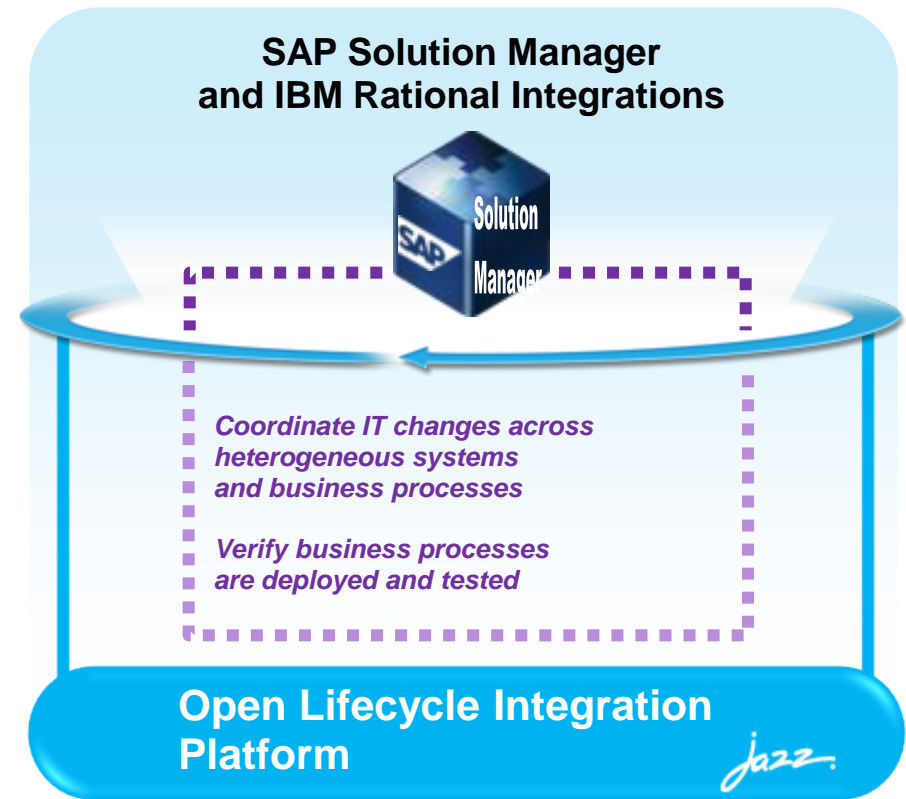 SAP Solution Manager
and IBM Rational Integrations
Solution
SAP
Manager
Coordinate IT changes across
heterogeneous systems
and business processes
Verify business processes
are deployed and tested
Open Lifecycle Integration
Platform
jazz